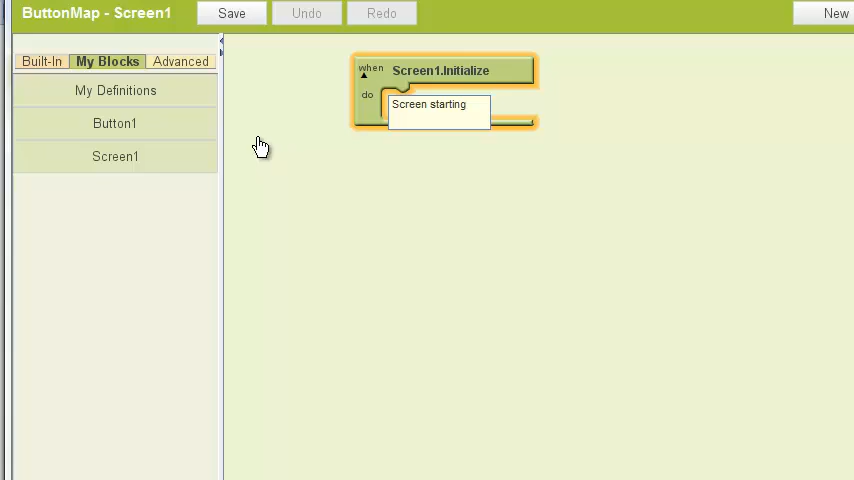 ButtonMap - Screen1
Save
Undo
Redo
New
Built-In
My Blocks
Advanced
My Definitions
Button1
Screen1
when
Screen1.Initialize
do
Screen starting